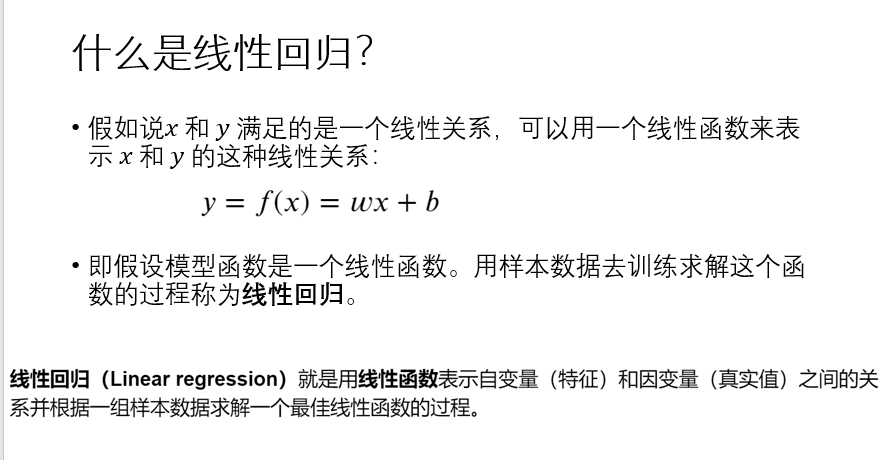 什么是线性回归？
• 假如说x 和 y 满足的是一个线性关系，可以用一个线性函数来表
示 x 和 y 的这种线性关系：
y = f(x) = wx + b
• 即假设模型函数是一个线性函数。用样本数据去训练求解这个函
数的过程称为线性回归。
线性回归（Linear regression）就是用线性函数表示自变量（特征）和因变量（真实值）之间的关
系并根据一组样本数据求解一个最佳线性函数的过程。